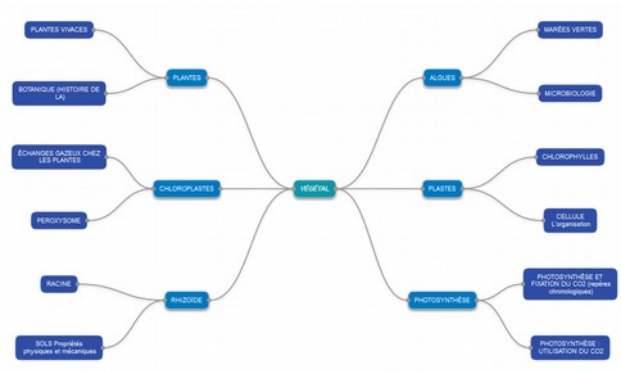 PLANTES VIVACES
BOTANIQUE (HISTOIRE DE
LA)
PLANTES
ÉCHANGES GAZEUX CHEZ
LES PLANTES
PEROXYSOME
CHLOROPLASTES
RACINE
SOLS Propriétés
physiques et mécaniques
RHIZOÏDE
VÉGÉTAL
ALGUES
MARÉES VERTES
MICROBIOLOGIE
PLASTES
CHLOROPHYLLES
CELLULE
L'organisation
PHOTOSYNTHÈSE
PHOTOSYNTHÈSE ET
FIXATION DU CO2 (repères
chronologiques)
PHOTOSYNTHÈSE :
UTILISATION DU CO2